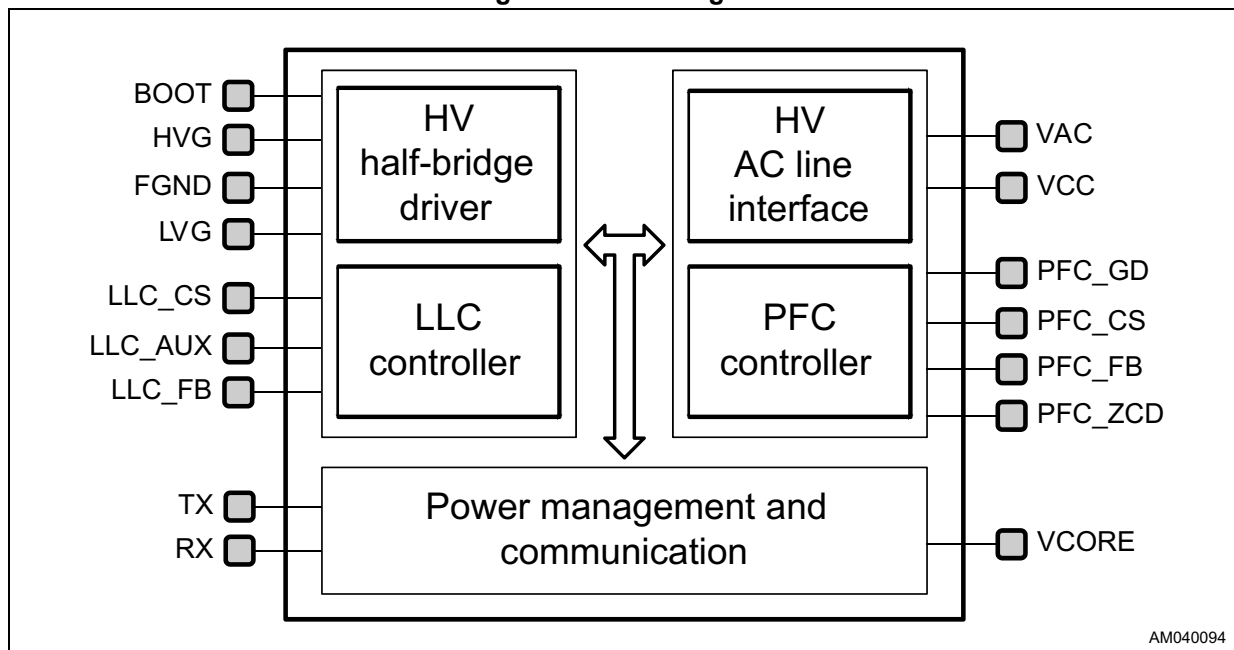 BOOT
HVG
FGND
LVG
LLC_CS
LLC_AUX
LLC_FB
TX
RX
HV
half-bridge
driver
LLC
controller
HV
AC line
interface
PFC
controller
Power management and
communication
VAC
VCC
PFC_GD
PFC_CS
PFC_FB
PFC_ZCD
VCORE
AM040094